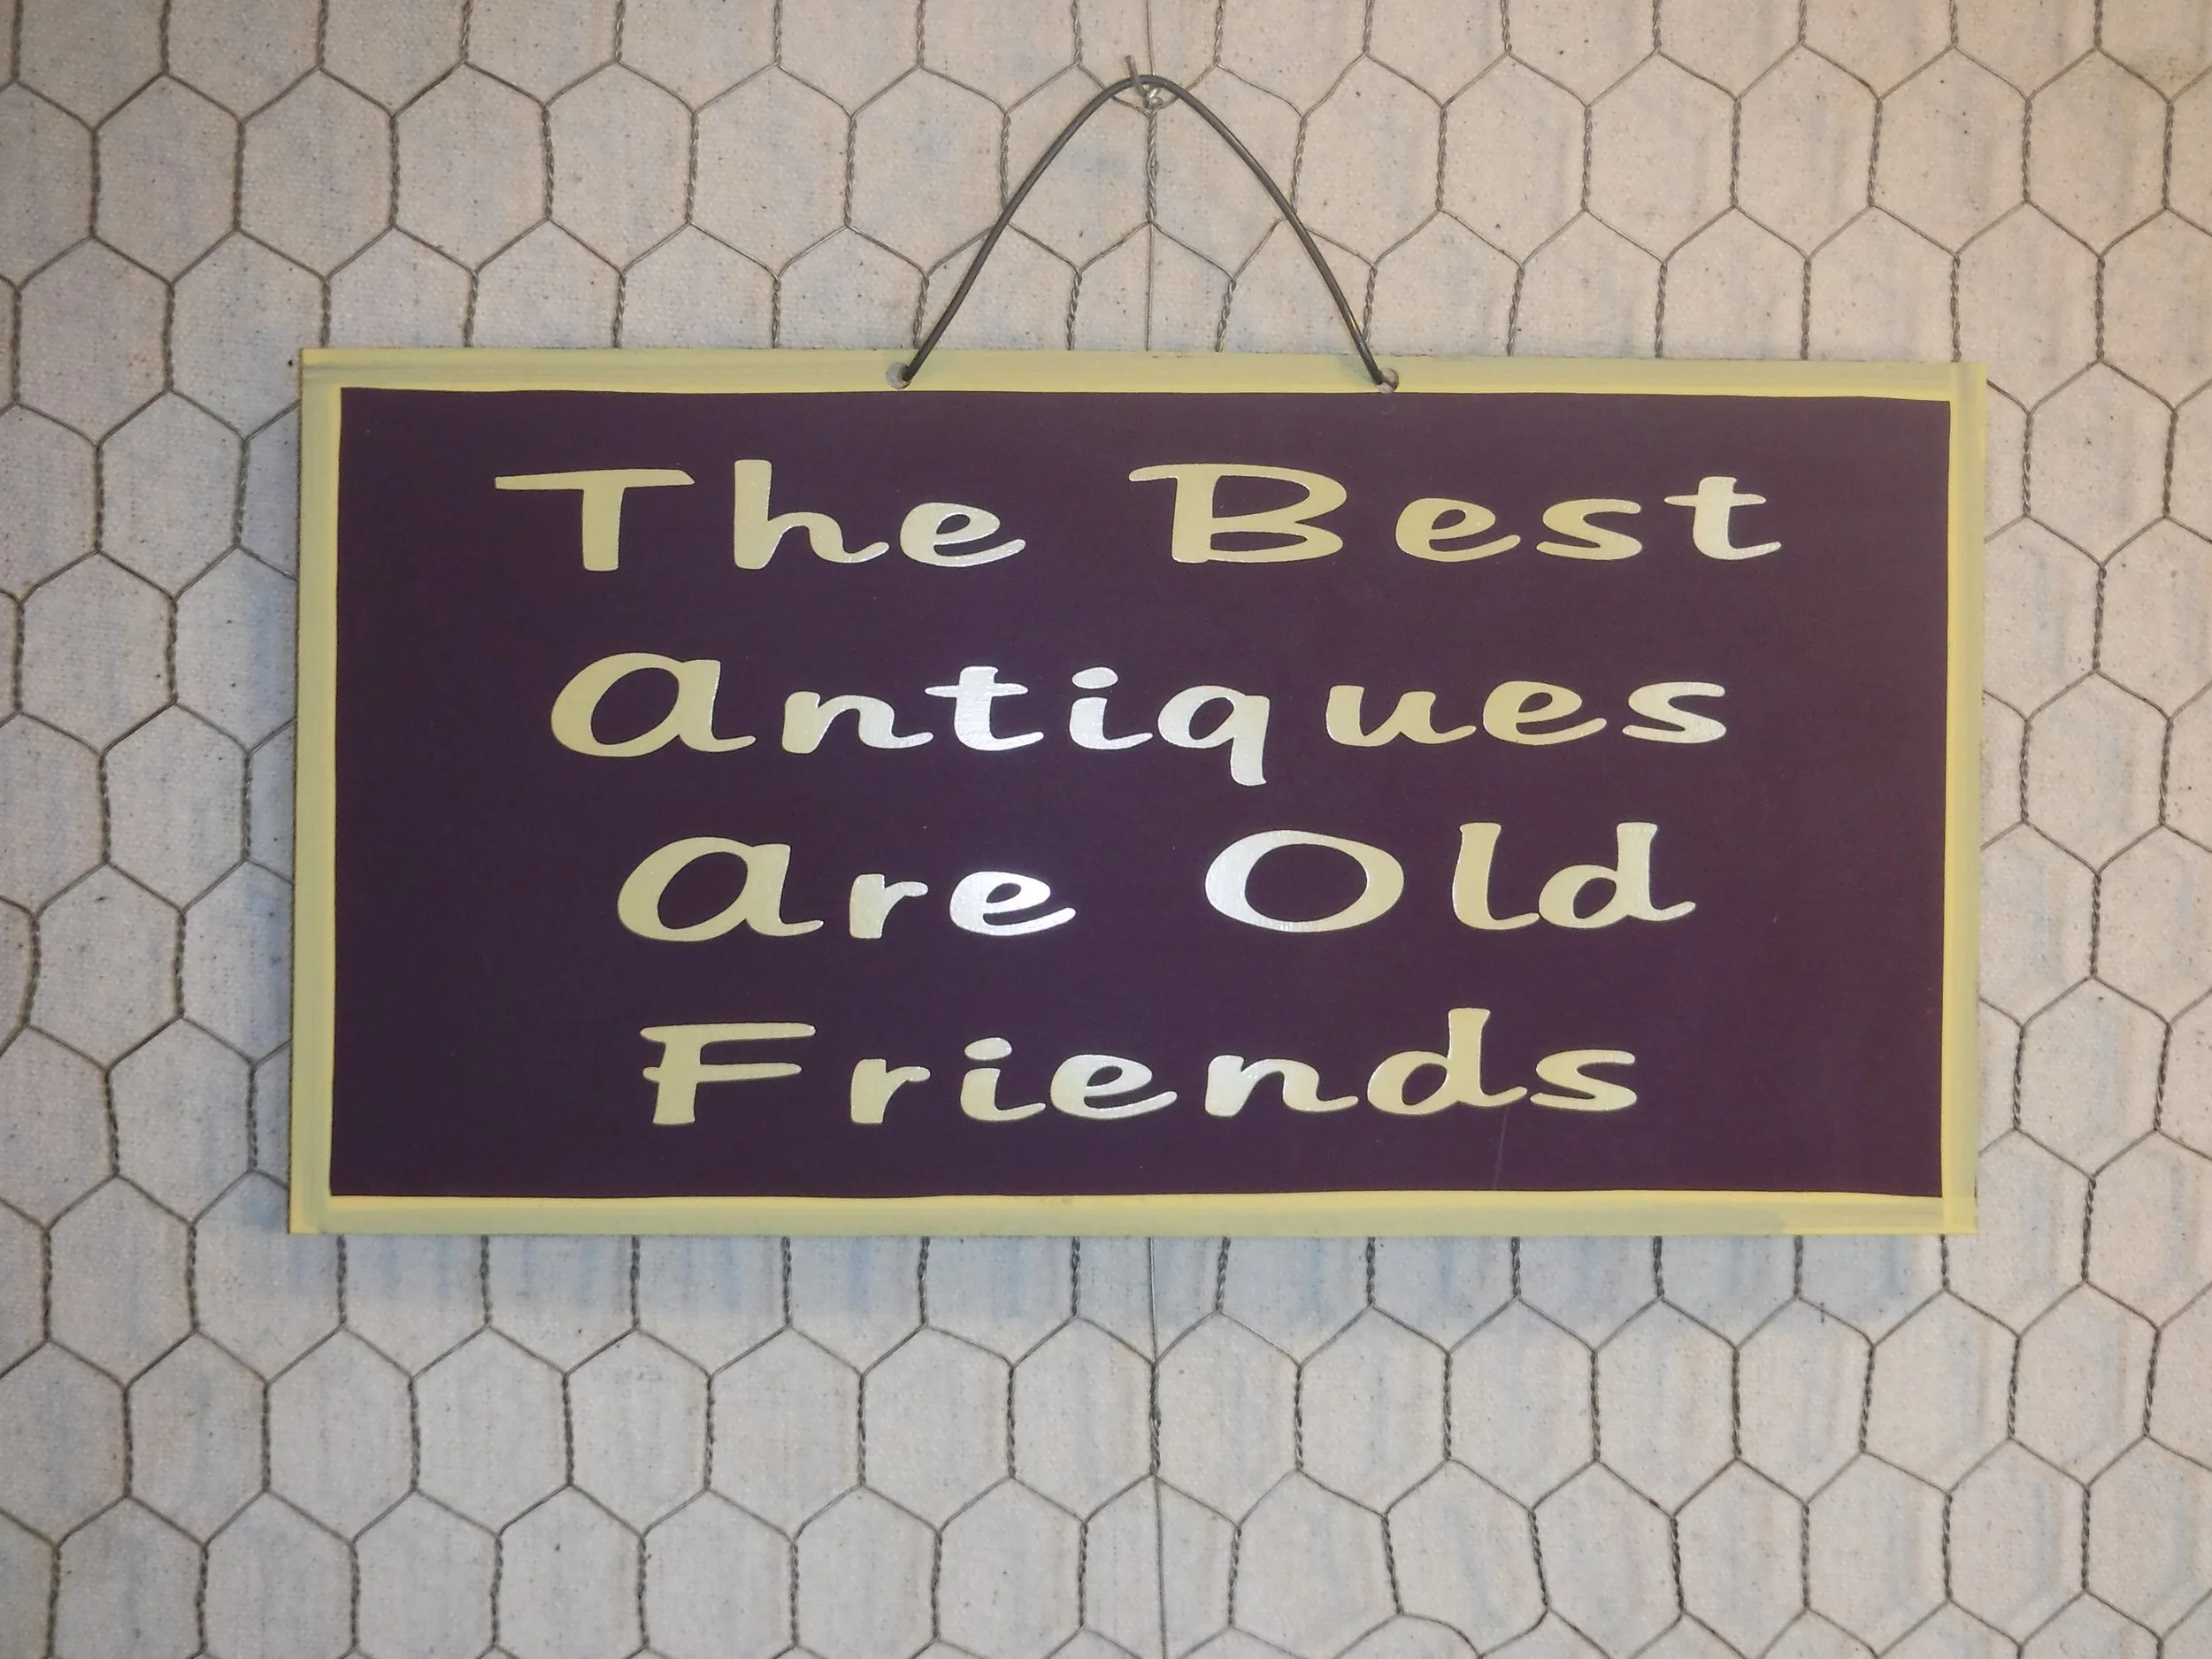 The Best
Antiques
Are Old
Friends